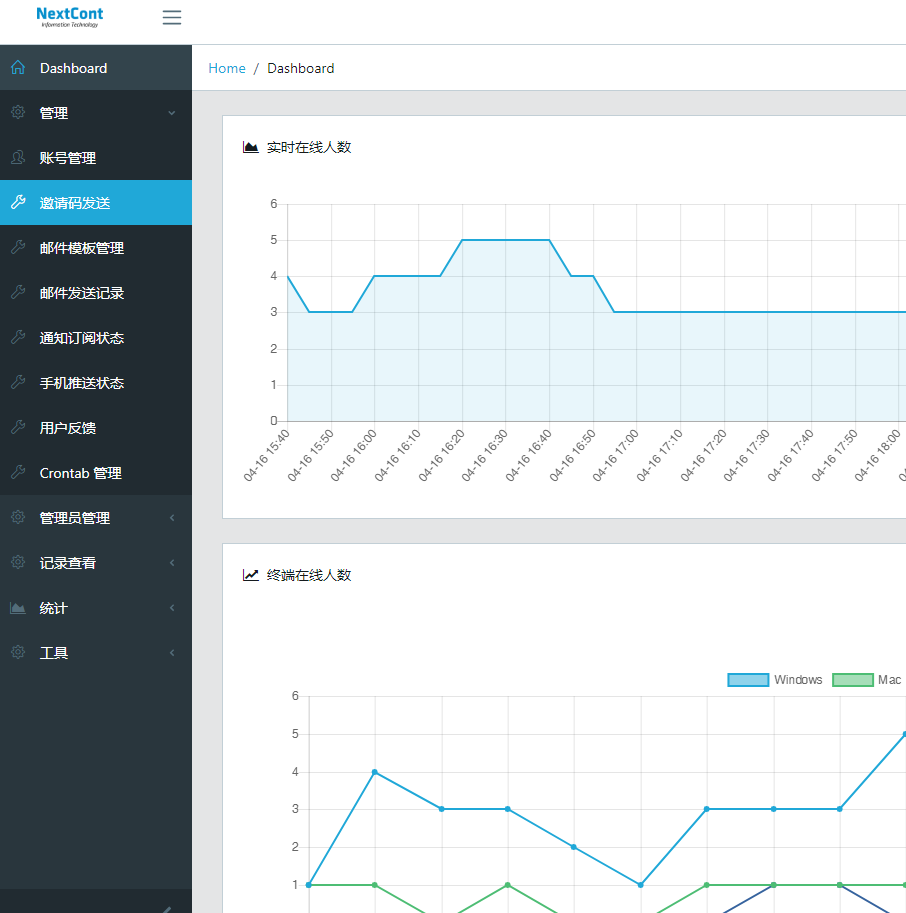 NextCont
Information Technology
Dashboard
Home / Dashboard
管理
账号管理
邀请码发送
邮件模板管理
邮件发送记录
通知订阅状态
手机推送状态
用户反馈
Crontab 管理
管理员管理
记录查看
统计
工具
实时在线人数
6
5
4
3
2
1
0
04-16 15:40
04-16 15:50
04-16 16:00
04-16 16:10
04-16 16:20
04-16 16:30
04-16 16:40
04-16 16:50
04-16 17:00
04-16 17:10
04-16 17:20
04-16 17:30
04-16 17:40
04-16 17:50
04-16 18:00
终端在线人数
Windows Mac
6
5
4
3
2
1